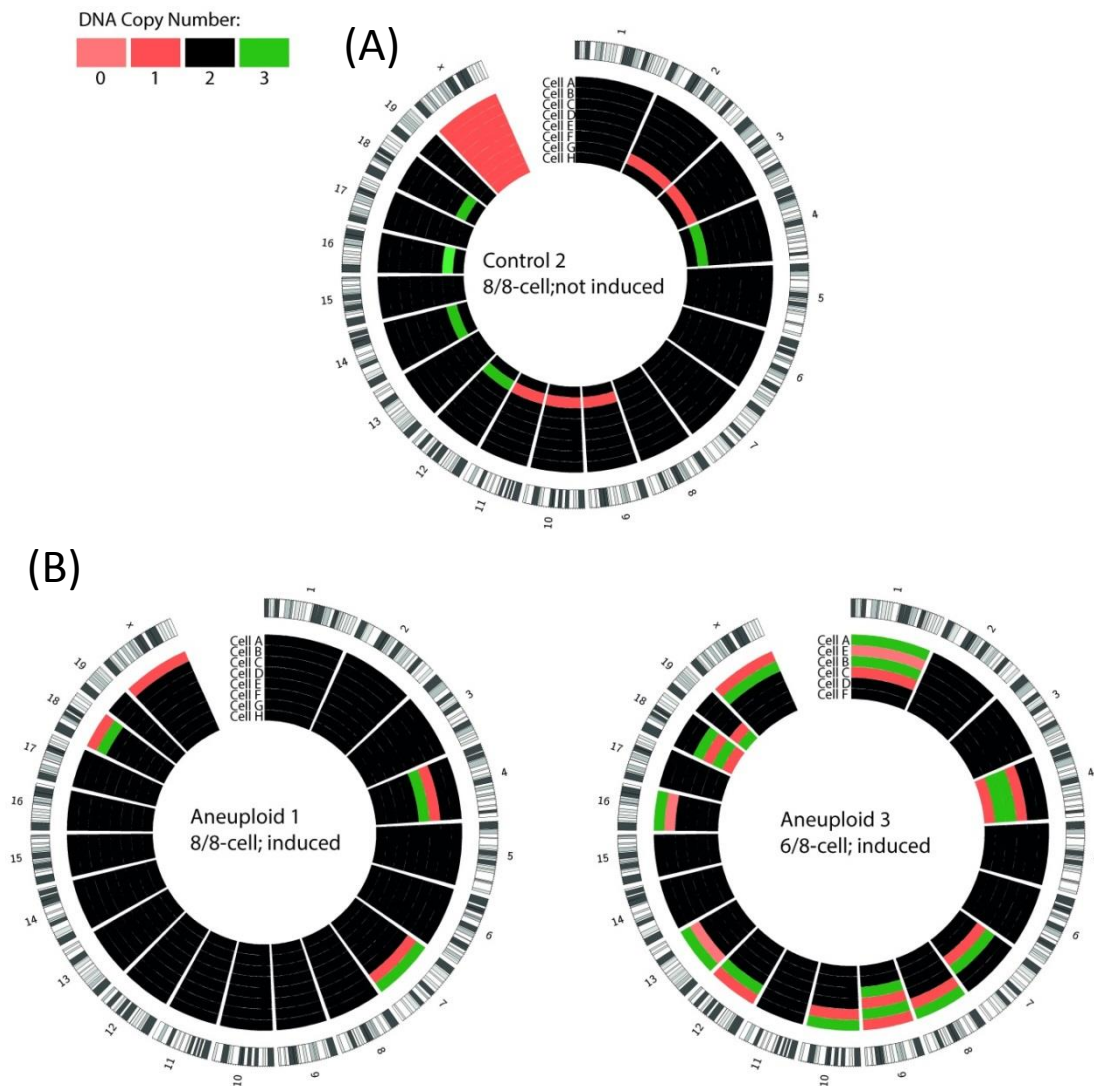 DNA Copy Number:
0 1 2 3
(A)
1
2
3
4
5
6
7
8
9
10
11
12
13
14
15
16
17
18
19
x
Cell A
Cell B
Cell C
Cell D
Cell E
Cell F
Cell G
Cell H
Control 2
8/8-cell;not induced
(B)
1
2
3
4
5
6
7
8
9
10
11
12
13
14
15
16
17
18
19
x
Cell A
Cell B
Cell C
Cell D
Cell E
Cell F
Cell G
Cell H
Aneuploid 1
8/8-cell; induced
1
2
3
4
5
6
7
8
9
10
11
12
13
14
15
16
17
18
19
x
Cell A
Cell E
Cell B
Cell C
Cell D
Cell F
Aneuploid 3
6/8-cell; induced